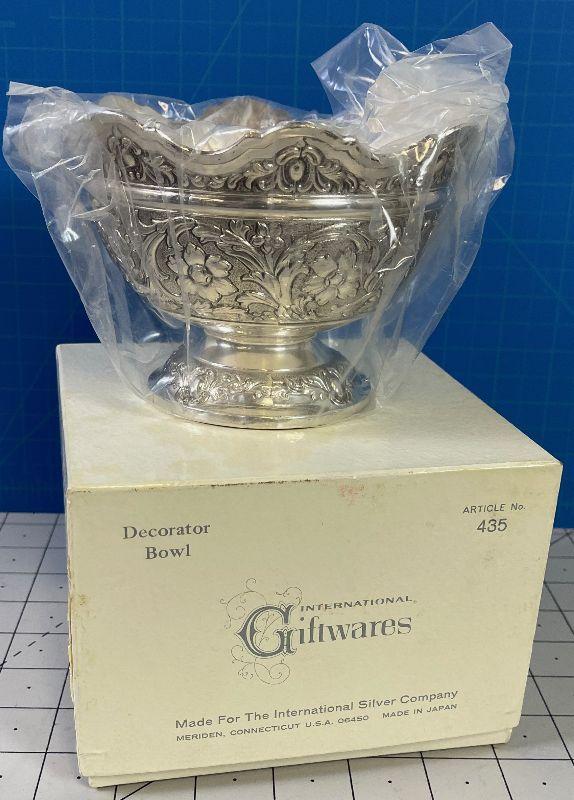 Decorator
Bowl
ARTICLE No.
435
INTERNATIONAL®
Giftwares
Made For The International Silver Company
MERIDEN, CONNECTICUT U.S.A. 06450 MADE IN JAPAN